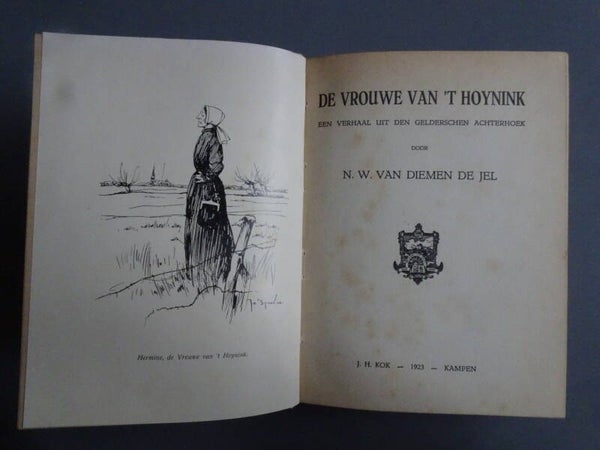 Hermine, de Vrouwe van 't Hoynink.
DE VROUWE VAN 'T HOYNINK
EEN VERHAAL UIT DEN GELDERSCHEN ACHTERHOEK
DOOR
N. W. VAN DIEMEN DE JEL
J. H. KOK — 1923 — KAMPEN